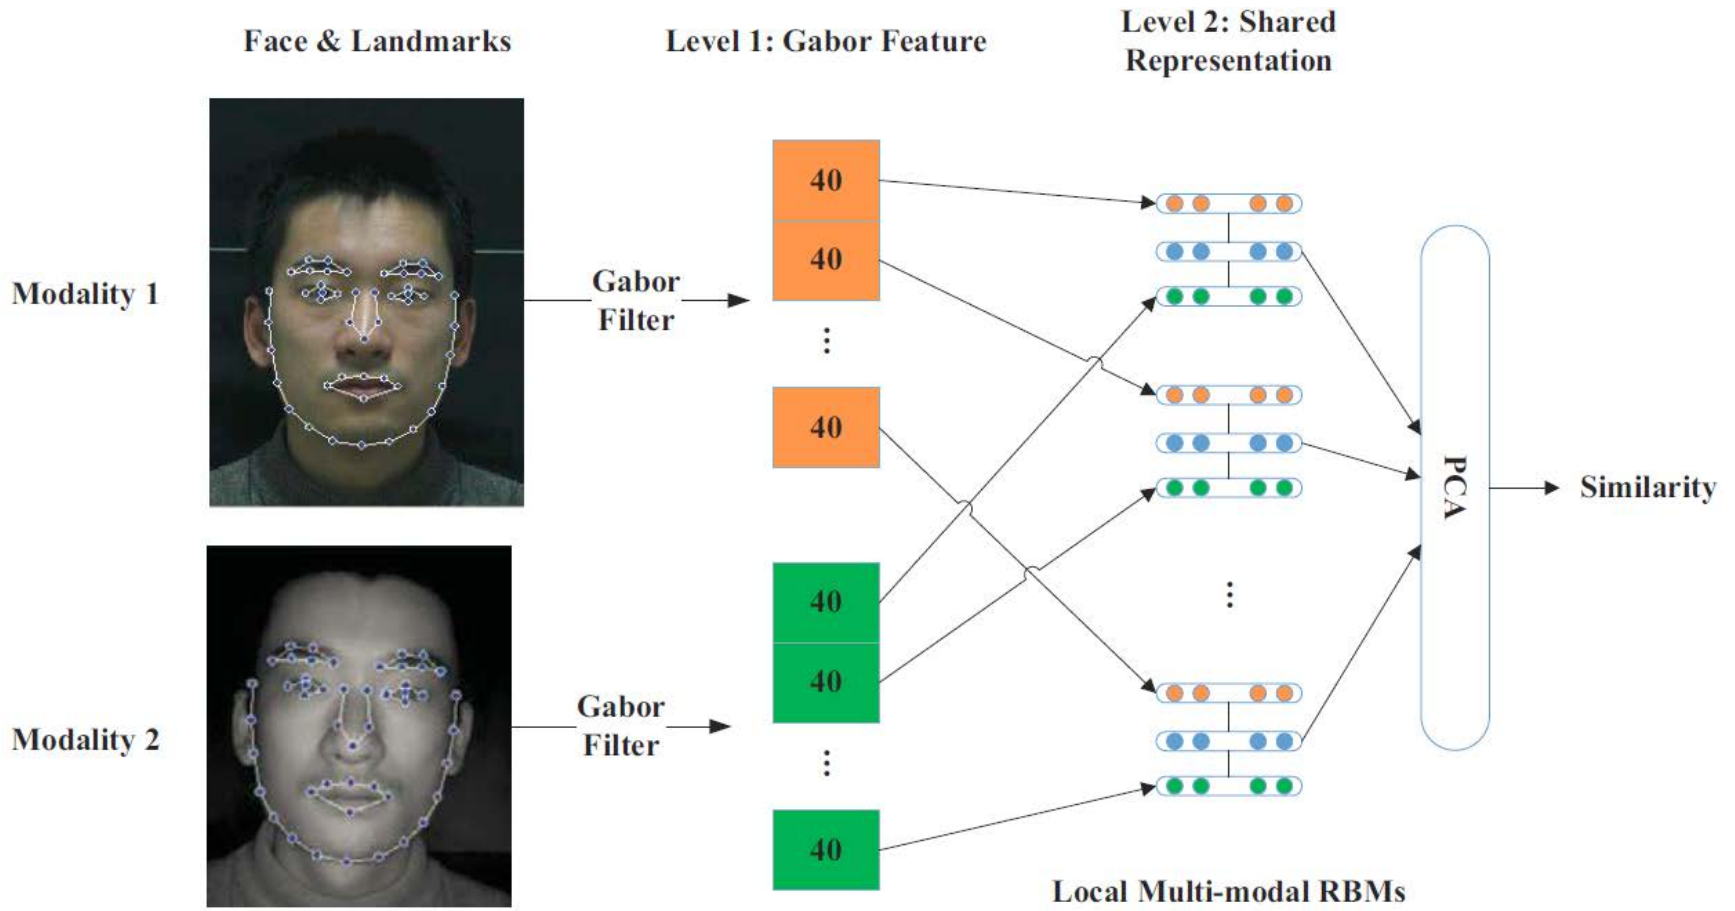 Face & Landmarks
Level 1: Gabor Feature
Level 2: Shared
Representation
Modality 1
Gabor
Filter
40
40
...
40
Modality 2
Gabor
Filter
40
40
...
40
...
Local Multi-modal RBMs
PCA
Similarity